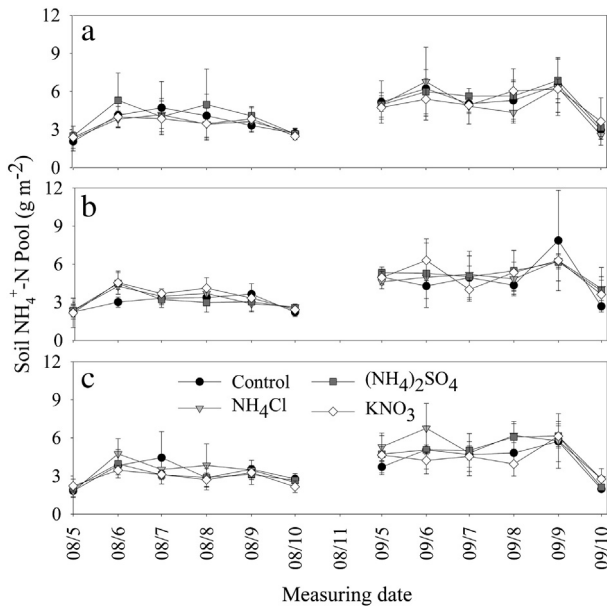 12
a
9
6
3
0
12
b
9
6
3
0
12
c
9
6
3
0
Soil NH₄⁺-N Pool (g m⁻²)
Control
(NH₄)₂SO₄
NH₄Cl
KNO₃
08/5 08/6 08/7 08/8 08/9 08/10 08/11 09/5 09/6 09/7 09/8 09/9 09/10
Measuring date